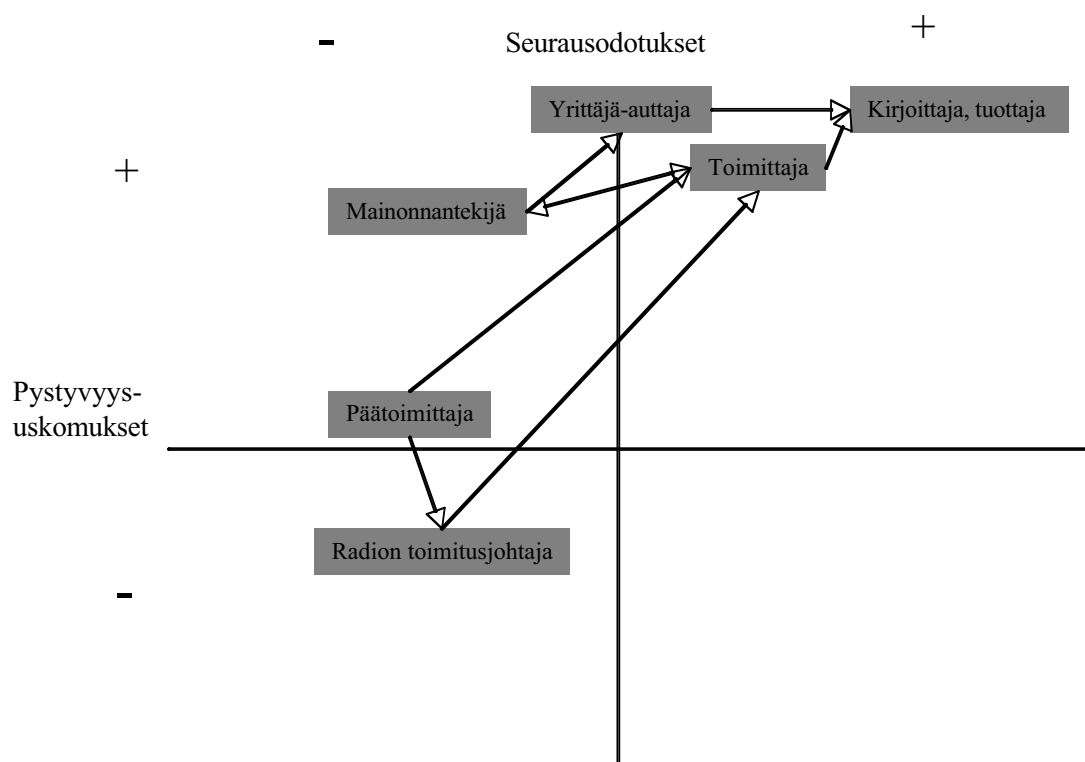 - Seurausodotukset +
Yrittäjä-auttaja
Kirjoittaja, tuottaja
+
Toimittaja
Mainonnantekijä
Pystyvyys-
uskomukset
Päätoimittaja
Radion toimitusjohtaja
-